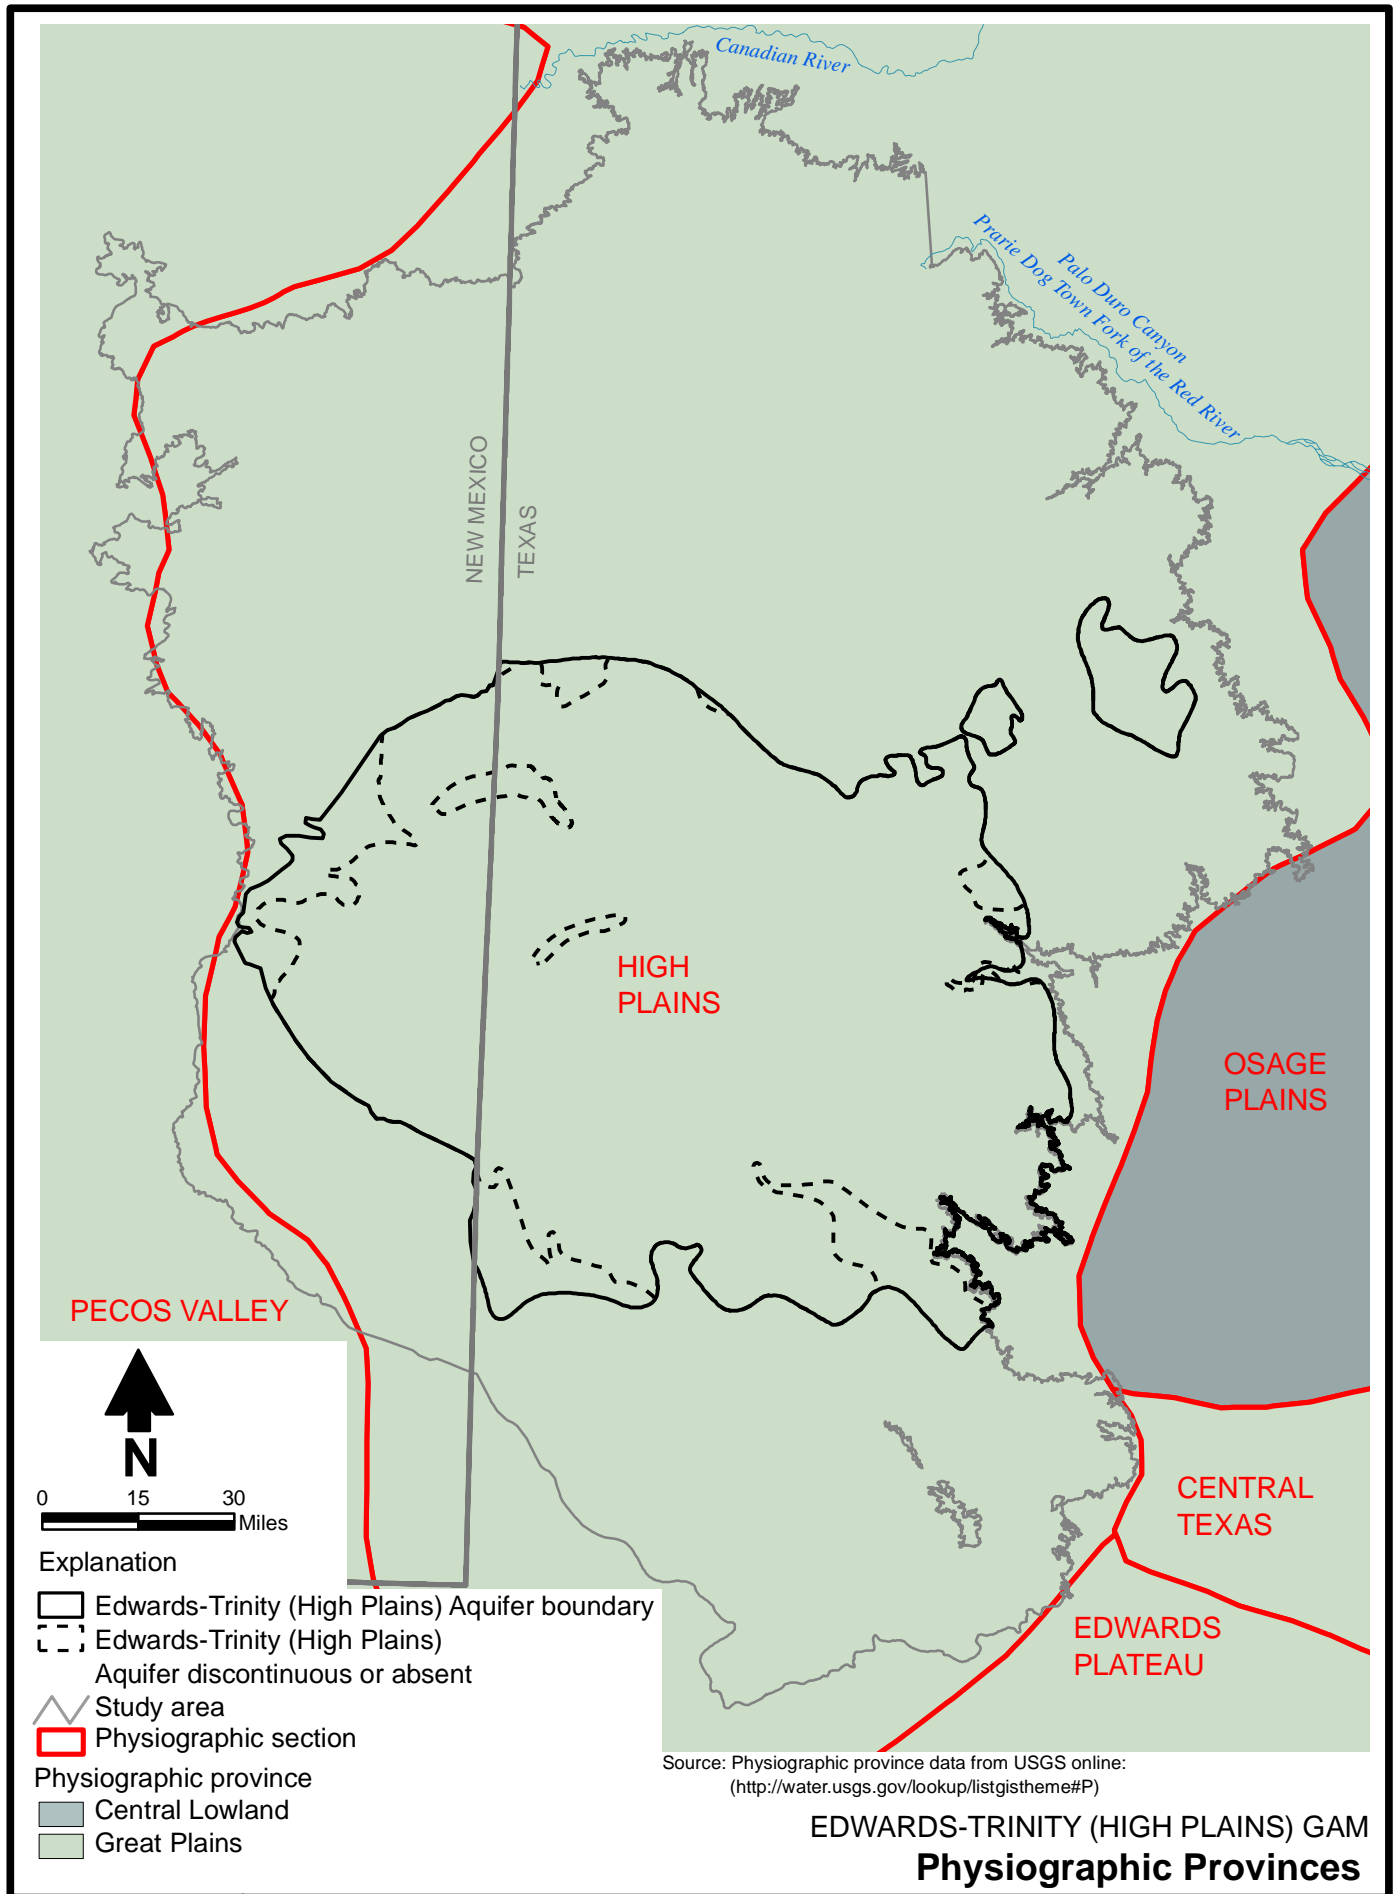 Canadian River
Palo Duro Canyon
Prarie Dog Town Fork of the Red River
NEW MEXICO
TEXAS
HIGH
PLAINS
OSAGE
PLAINS
PECOS VALLEY
N
0 15 30
Miles
CENTRAL
TEXAS
EDWARDS
PLATEAU
Explanation
Edwards-Trinity (High Plains) Aquifer boundary
Edwards-Trinity (High Plains)
Aquifer discontinuous or absent
Study area
Physiographic section
Physiographic province
Central Lowland
Great Plains
Source: Physiographic province data from USGS online:
(http://water.usgs.gov/lookup/listgistheme#P)
EDWARDS-TRINITY (HIGH PLAINS) GAM
Physiographic Provinces